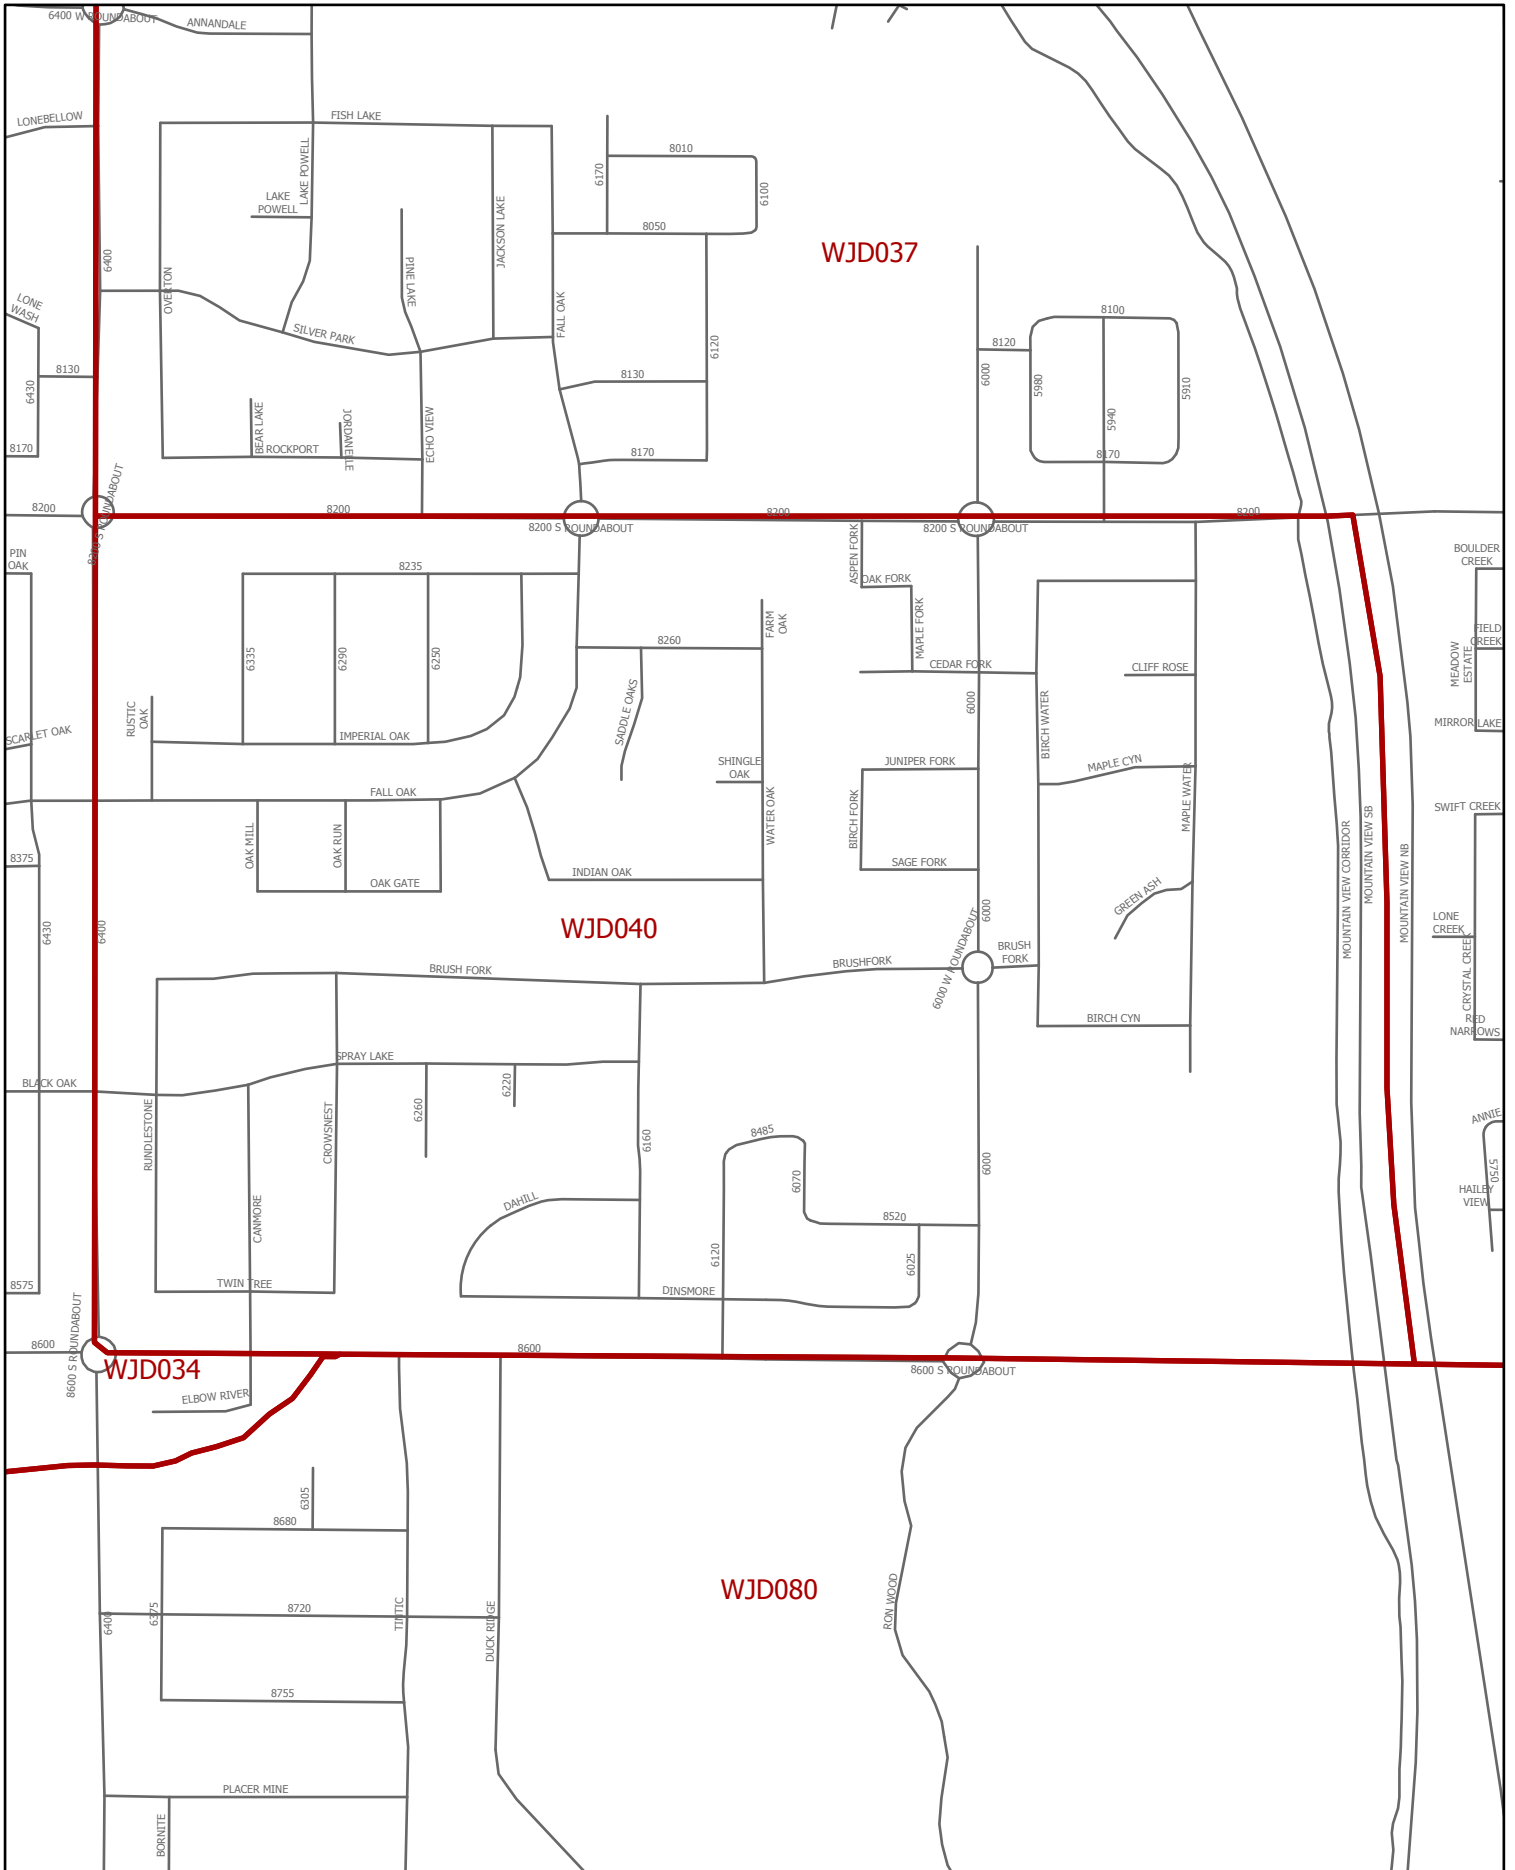 6400 W ROUNDABOUT
ANNANDALE
LONEBELLOW
FISH LAKE
LAKE POWELL
8010
6170
6100
LAKE
POWELL
JACKSON LAKE
8050
WJD037
6400
PINE LAKE
OVERTON
LONE
WASH
SILVER PARK
FALL OAK
6120
8100
8120
6000
8130
6430
8130
5980
5910
5940
BEAR LAKE
JORDANELLE
ECHO VIEW
ROCKPORT
8170
8170
8170
8200 S ROUNDABOUT
8200
8200
8200
8200
8200 S ROUNDABOUT
8200 S ROUNDABOUT
PIN
OAK
8235
ASPEN FORK
OAK FORK
BOULDER
CREEK
FARM
OAK
MAPLE FORK
FIELD
CREEK
6335
6290
6250
8260
CEDAR FORK
CLIFF ROSE
MEADOW
ESTATE
RUSTIC
OAK
SADDLE OAKS
6000
BIRCH WATER
SCARLET OAK
IMPERIAL OAK
MIRROR LAKE
SHINGLE
OAK
JUNIPER FORK
MAPLE CYN
MAPLE WATER
FALL OAK
WATER OAK
BIRCH FORK
SWIFT CREEK
OAK MILL
OAK RUN
MOUNTAIN VIEW CORRIDOR
MOUNTAIN VIEW SB
MOUNTAIN VIEW NB
8375
OAK GATE
INDIAN OAK
SAGE FORK
GREEN ASH
6430
6400
WJD040
6000
LONE
CREEK
6000 W ROUNDABOUT
BRUSH
FORK
BRUSH FORK
BRUSHFORK
CRYSTAL CREEK
BIRCH CYN
RED
NARROWS
SPRAY LAKE
BLACK OAK
6260
6220
RUNDLESTONE
CROWSNEST
6160
8485
6000
ANNIE
6070
5750
CANMORE
DAHILL
HAILEY
VIEW
8520
6120
6025
8575
TWIN TREE
DINSMORE
8600 S ROUNDABOUT
8600
8600
WJD034
8600 S ROUNDABOUT
ELBOW RIVER
6305
8680
WJD080
RON WOOD
6400
6375
8720
TINTIC
DUCK RIDGE
8755
PLACER MINE
BORNITE